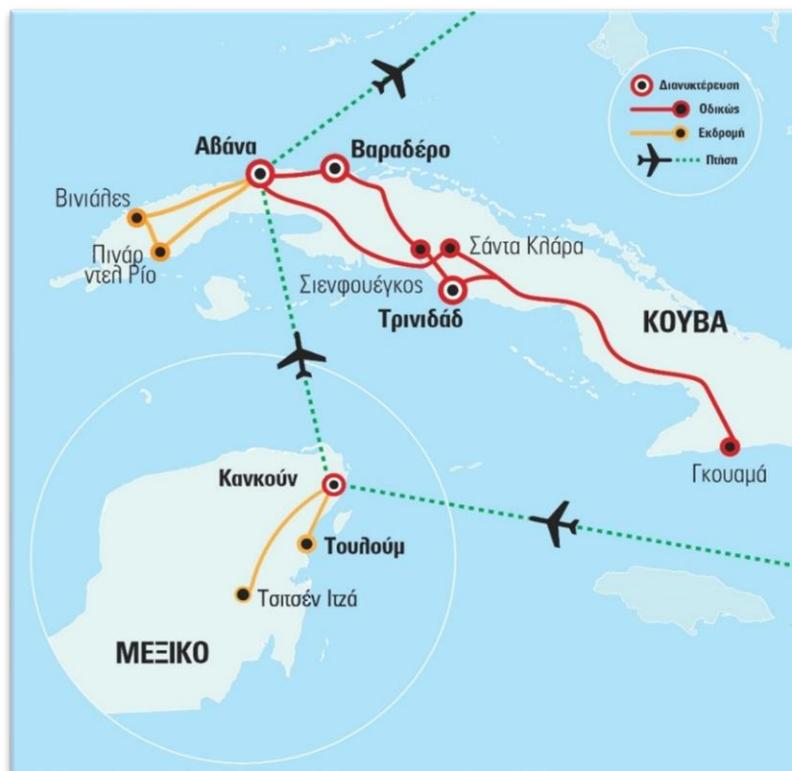 Διανυκτέρευση
Οδικώς
Εκδρομή
Πτήση
Αβάνα
Βαραδέρο
Βινιάλες
Πινάρ
ντελ Ρίο
Σάντα Κλάρα
Σιενφουέγκος
Τρινιδάδ
ΚΟΥΒΑ
Γκουαμά
Κανκούν
Τουλούμ
Τσιτσέν Ιτζά
ΜΕΞΙΚΟ